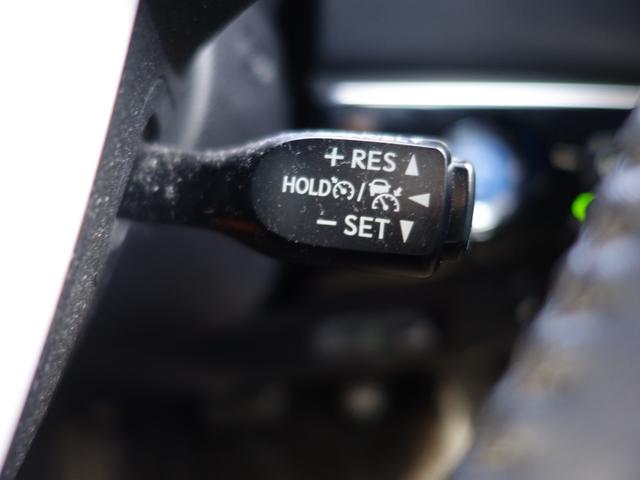 + RES ▲
HOLD / ◀
− SET ▼